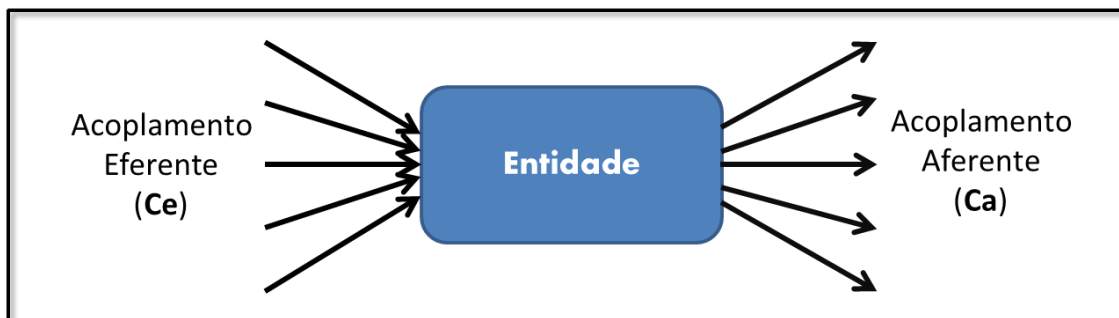 Acoplamento
Eferente
(Ce)
Entidade
Acoplamento
Aferente
(Ca)